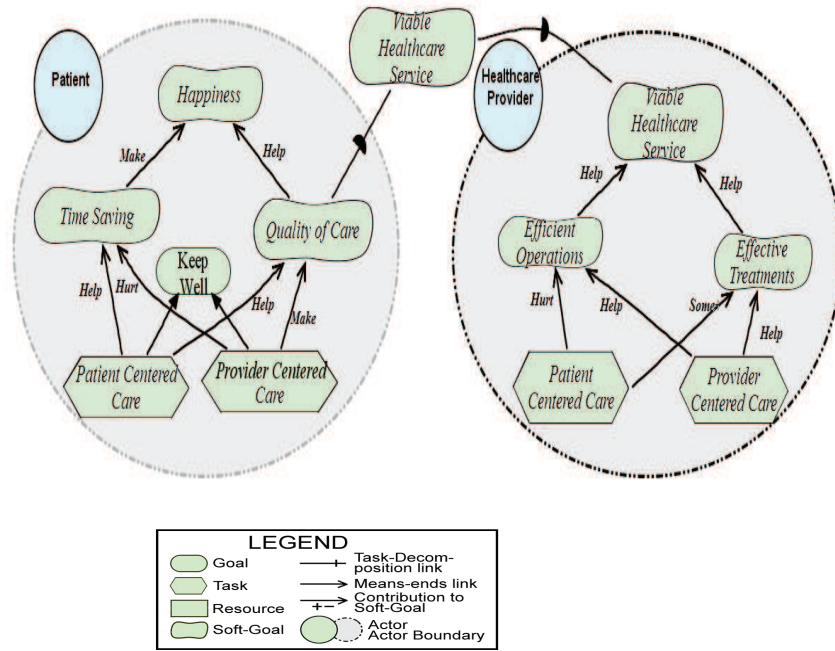 Patient
Happiness
Viable
Healthcare
Service
Healthcare
Provider
Viable
Healthcare
Service
Make
Help
Help
Help
Time Saving
Quality of Care
Efficient
Operations
Effective
Treatments
Keep
Well
Help
Hurt
Help
Make
Hurt
Help
Some+
Help
Patient Centered
Care
Provider Centered
Care
Patient
Centered Care
Provider
Centered Care
LEGEND
Goal
Task
Resource
Soft-Goal
Task-Decom-
position link
Means-ends link
Contribution to
Soft-Goal
+ −
Actor
Actor Boundary